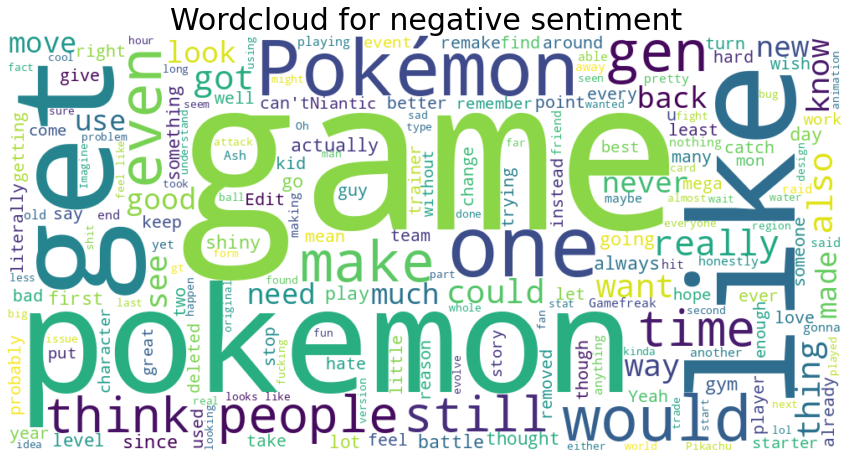 Wordcloud for negative sentiment
game
pokemon
get
like
Pokémon
one
gen
even
make
people
think
still
would
time
way
want
really
never
back
new
know
also
thing
made
got
look
good
see
use
move
need
much
could
play
can't
Niantic
better
remember
remake
find
around
playing
event
point
every
turn
able
away
seen
pretty
hard
wish
hour
cool
fact
right
long
using
might
give
well
sure
seem
come
problem
Imagine
understand
something
getting
feel like
literally
took
attack
Oh
sad
type
actually
Ash
man
kid
far
friend
u
least
nothing
catch
mon
many
best
card
fight
bug
day
work
animation
design
water
almost
wait
mega
raid
everyone
region
without
trainer
change
trying
instead
maybe
go
guy
ball
Edit
making
done
old
say
end
keep
shiny
mean
team
going
always
hit
honestly
someone
said
yet
shit
form
gt
less
bad
first
two
original
found
part
let
Gamefreak
hope
ever
second
love
gonna
happen
last
whole
stat
enough
big
issue
character
great
deleted
fun
stop
fucking
hate
little
reason
story
removed
fan
though
anything
kinda
another
lol
played
already
probably
put
real
looks like
version
evolve
Yeah
gym
player
start
trade
next
starter
year
idea
level
since
used
looking
take
lot
feel
battle
thought
either
world
Pikachu